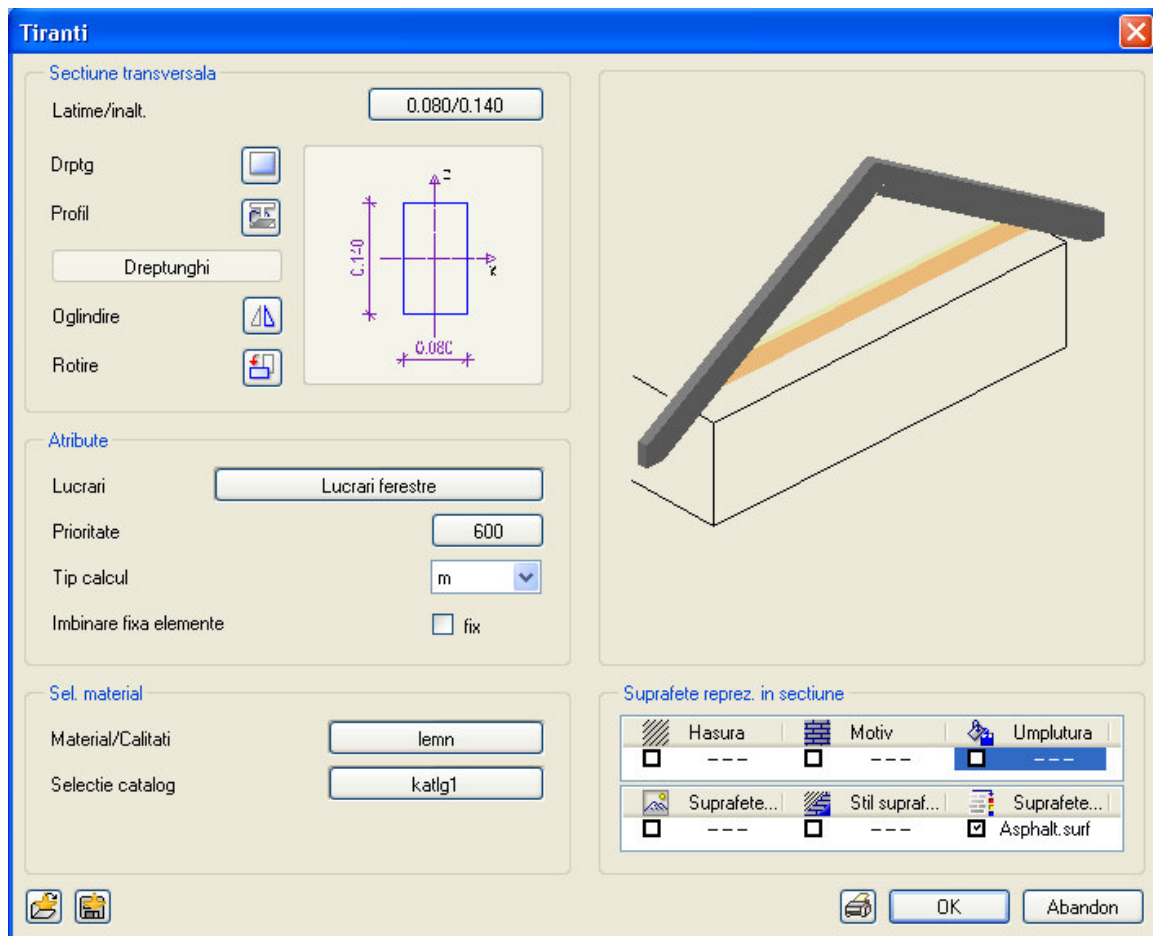 Tiranti
Sectiune transversala
Latime/inalt.
0.080/0.140
Drptg
Profil
Dreptunghi
Oglindire
Rotire
z
x
0.140
0.080
Atribute
Lucrari
Lucrari ferestre
Prioritate
600
Tip calcul
m
Imbinare fixa elemente
fix
Sel. material
Material/Calitati
lemn
Selectie catalog
katlg1
Suprafete reprez. in sectiune
Hasura Motiv Umplutura
--- --- ---
Suprafete... Stil supraf... Suprafete...
--- --- Asphalt.surf
OK
Abandon